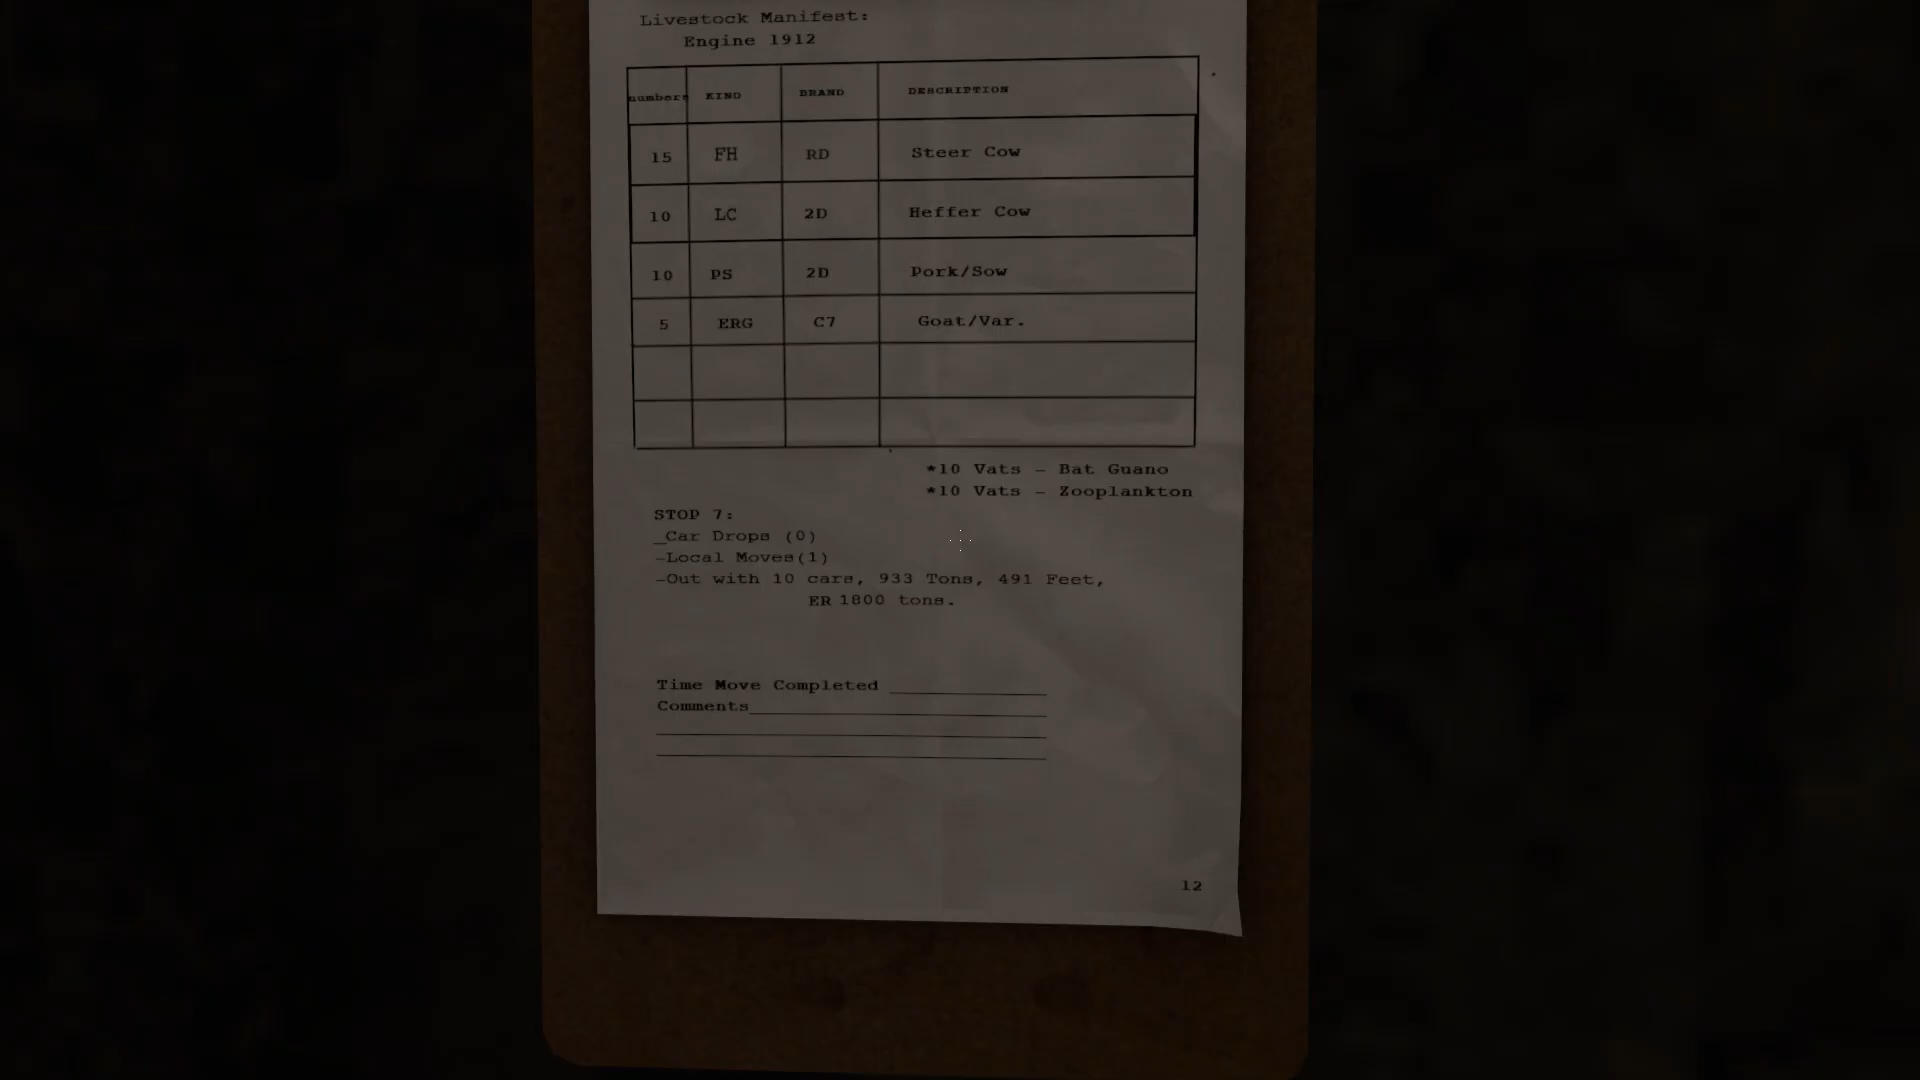 Livestock Manifest:
Engine 1912
numbers KIND BRAND DESCRIPTION
15 FH RD Steer Cow
10 LC 2D Heffer Cow
10 PS 2D Pork/Sow
5 ERG C7 Goat/Var.
*10 Vats - Bat Guano
*10 Vats - Zooplankton
STOP 7:
_Car Drops (0)
-Local Moves(1)
-Out with 10 cars, 933 Tons, 491 Feet,
ER 1800 tons.
Time Move Completed
Comments
12